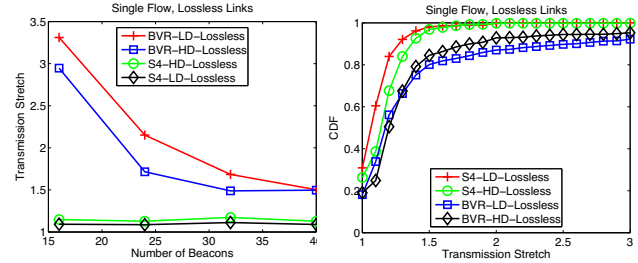 Single Flow, Lossless Links
Transmission Stretch
3.5
3
2.5
2
1.5
1
BVR-LD-Lossless
BVR-HD-Lossless
S4-HD-Lossless
S4-LD-Lossless
15 20 25 30 35 40
Number of Beacons
Single Flow, Lossless Links
CDF
1
0.8
0.6
0.4
0.2
0
S4-LD-Lossless
S4-HD-Lossless
BVR-LD-Lossless
BVR-HD-Lossless
1 1.5 2 2.5 3
Transmission Stretch